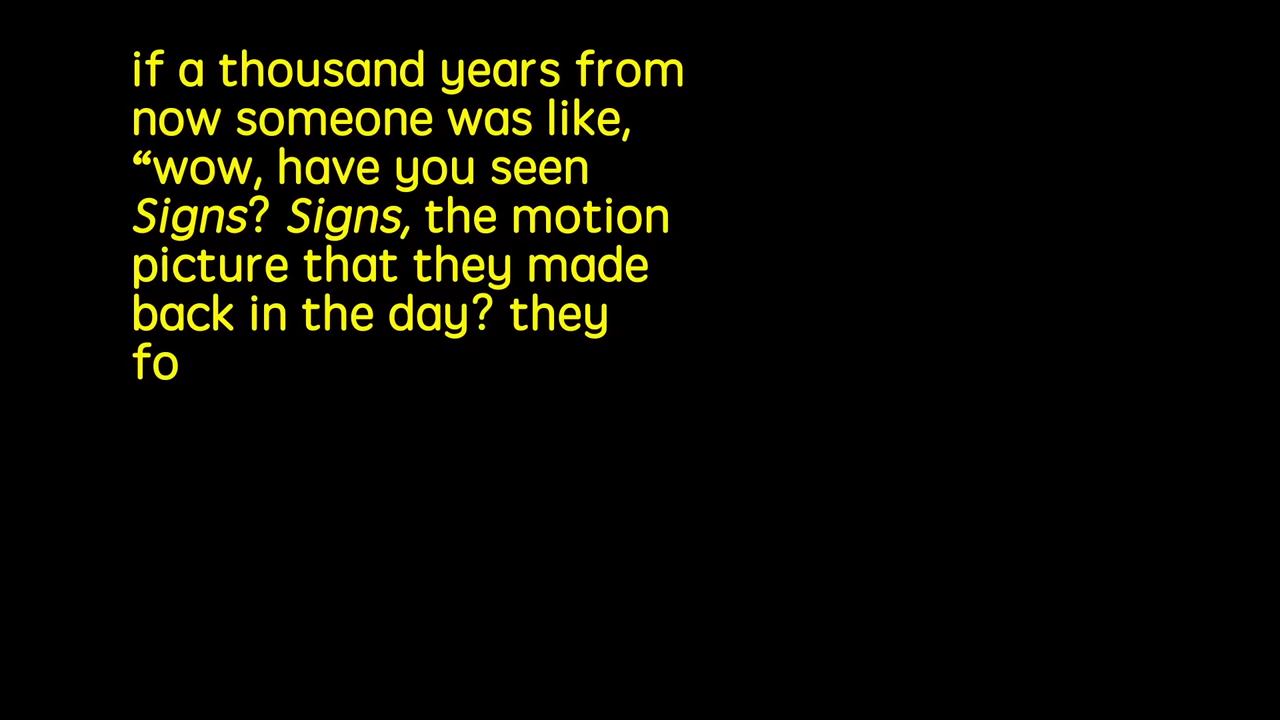 if a thousand years from
now someone was like,
“wow, have you seen
Signs? Signs, the motion
picture that they made
back in the day? they
fo